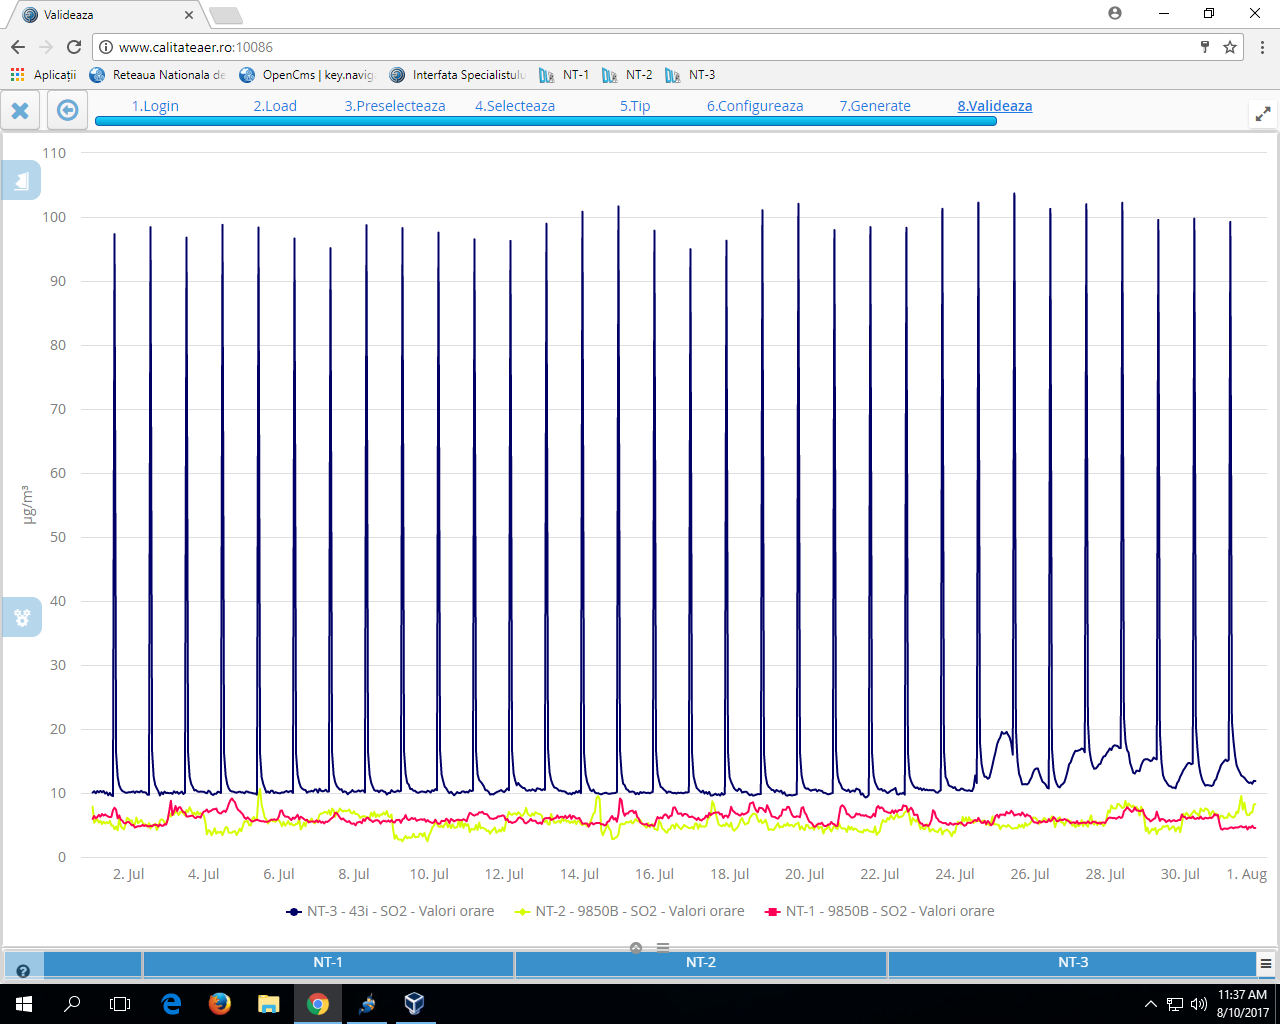 Valideaza
www.calitateaer.ro:10086
Aplicații
Reteaua Nationala de
OpenCms | key.navig
Interfata Specialistulu
NT-1
NT-2
NT-3
1.Login
2.Load
3.Preselecteaza
4.Selecteaza
5.Tip
6.Configureaza
7.Generate
8.Valideaza
110
100
90
80
70
60
50
40
30
20
10
0
µg/m³
2. Jul
4. Jul
6. Jul
8. Jul
10. Jul
12. Jul
14. Jul
16. Jul
18. Jul
20. Jul
22. Jul
24. Jul
26. Jul
28. Jul
30. Jul
1. Aug
NT-3 - 43i - SO2 - Valori orare
NT-2 - 9850B - SO2 - Valori orare
NT-1 - 9850B - SO2 - Valori orare
NT-1
NT-2
NT-3
11:37 AM
8/10/2017